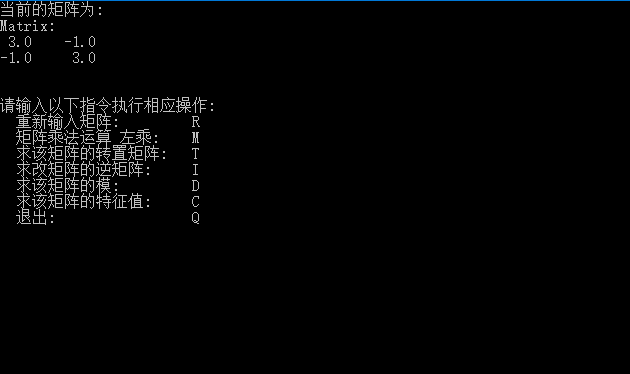 当前的矩阵为:
Matrix:
3.0 -1.0
-1.0 3.0
请输入以下指令执行相应操作:
重新输入矩阵: R
矩阵乘法运算_左乘: M
求该矩阵的转置矩阵: T
求改矩阵的逆矩阵: I
求该矩阵的模: D
求该矩阵的特征值: C
退出: Q